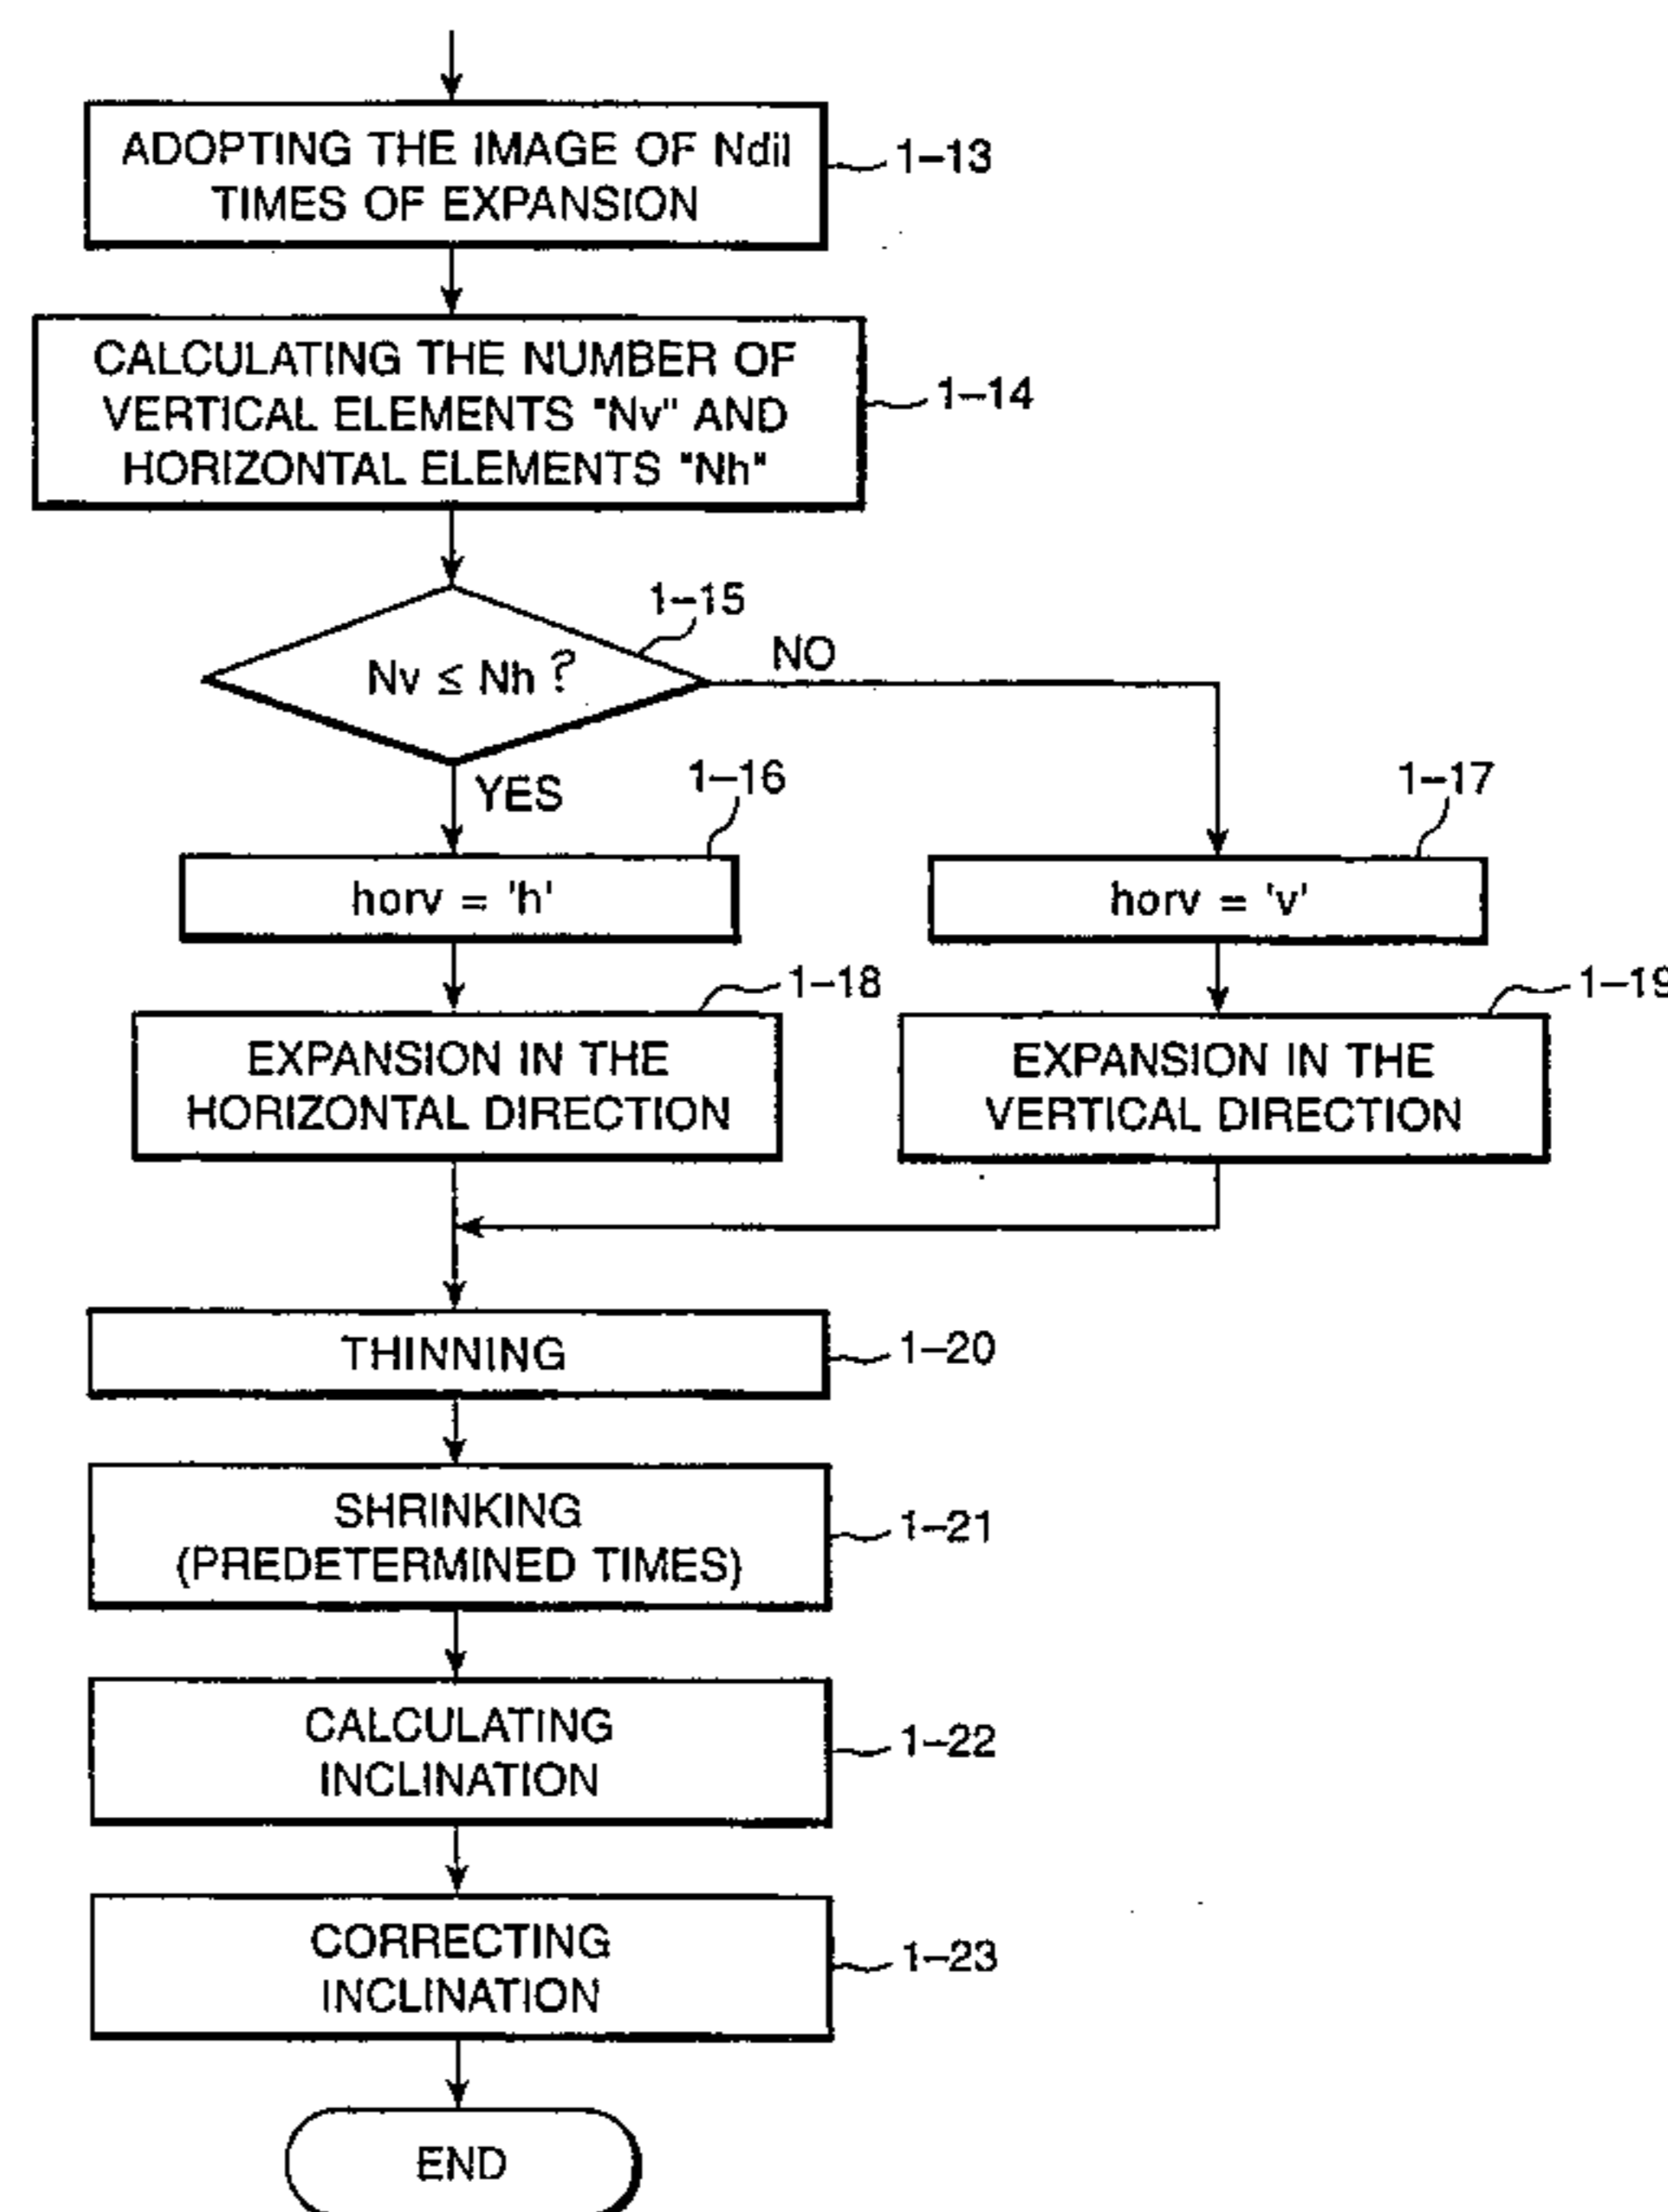 ADOPTING THE IMAGE OF Ndil
TIMES OF EXPANSION
1–13
CALCULATING THE NUMBER OF
VERTICAL ELEMENTS "Nv" AND
HORIZONTAL ELEMENTS "Nh"
1–14
1–15
Nv ≤ Nh ?
NO
YES
1–16
1–17
horv = 'h'
horv = 'v'
1–18
1–19
EXPANSION IN THE
HORIZONTAL DIRECTION
EXPANSION IN THE
VERTICAL DIRECTION
THINNING
1–20
SHRINKING
(PREDETERMINED TIMES)
1–21
CALCULATING
INCLINATION
1–22
CORRECTING
INCLINATION
1–23
END